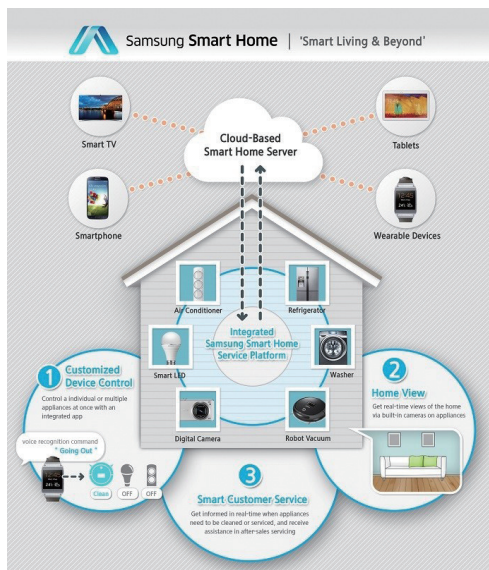 Samsung Smart Home | 'Smart Living & Beyond'
Cloud-Based
Smart Home Server
Smart TV
Tablets
Smartphone
Wearable Devices
Air Conditioner
Refrigerator
Integrated
Samsung Smart Home
Service Platform
Smart LED
Washer
Digital Camera
Robot Vacuum
1
Customized
Device Control
Control a individual or multiple
appliances at once with an
integrated app
voice recognition command
" Going Out "
Clean
OFF
OFF
2
Home View
Get real-time views of the home
via built-in cameras on appliances
3
Smart Customer Service
Get informed in real-time when appliances
need to be cleaned or serviced, and receive
assistance in after-sales servicing